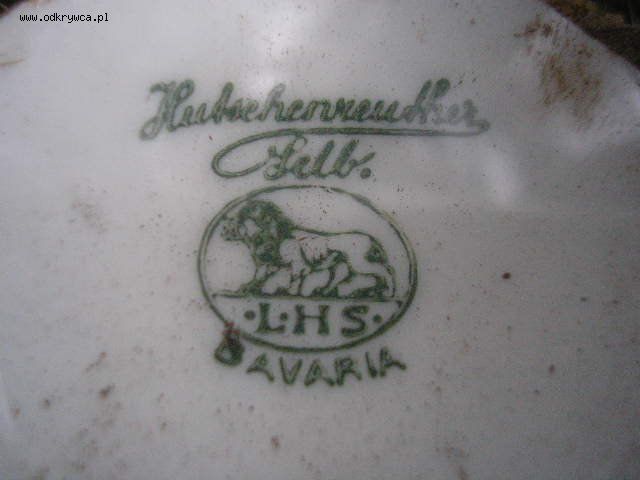 www.odkrywca.pl
Hutschenreuther
Selb.
·L·H·S·
BAVARIA